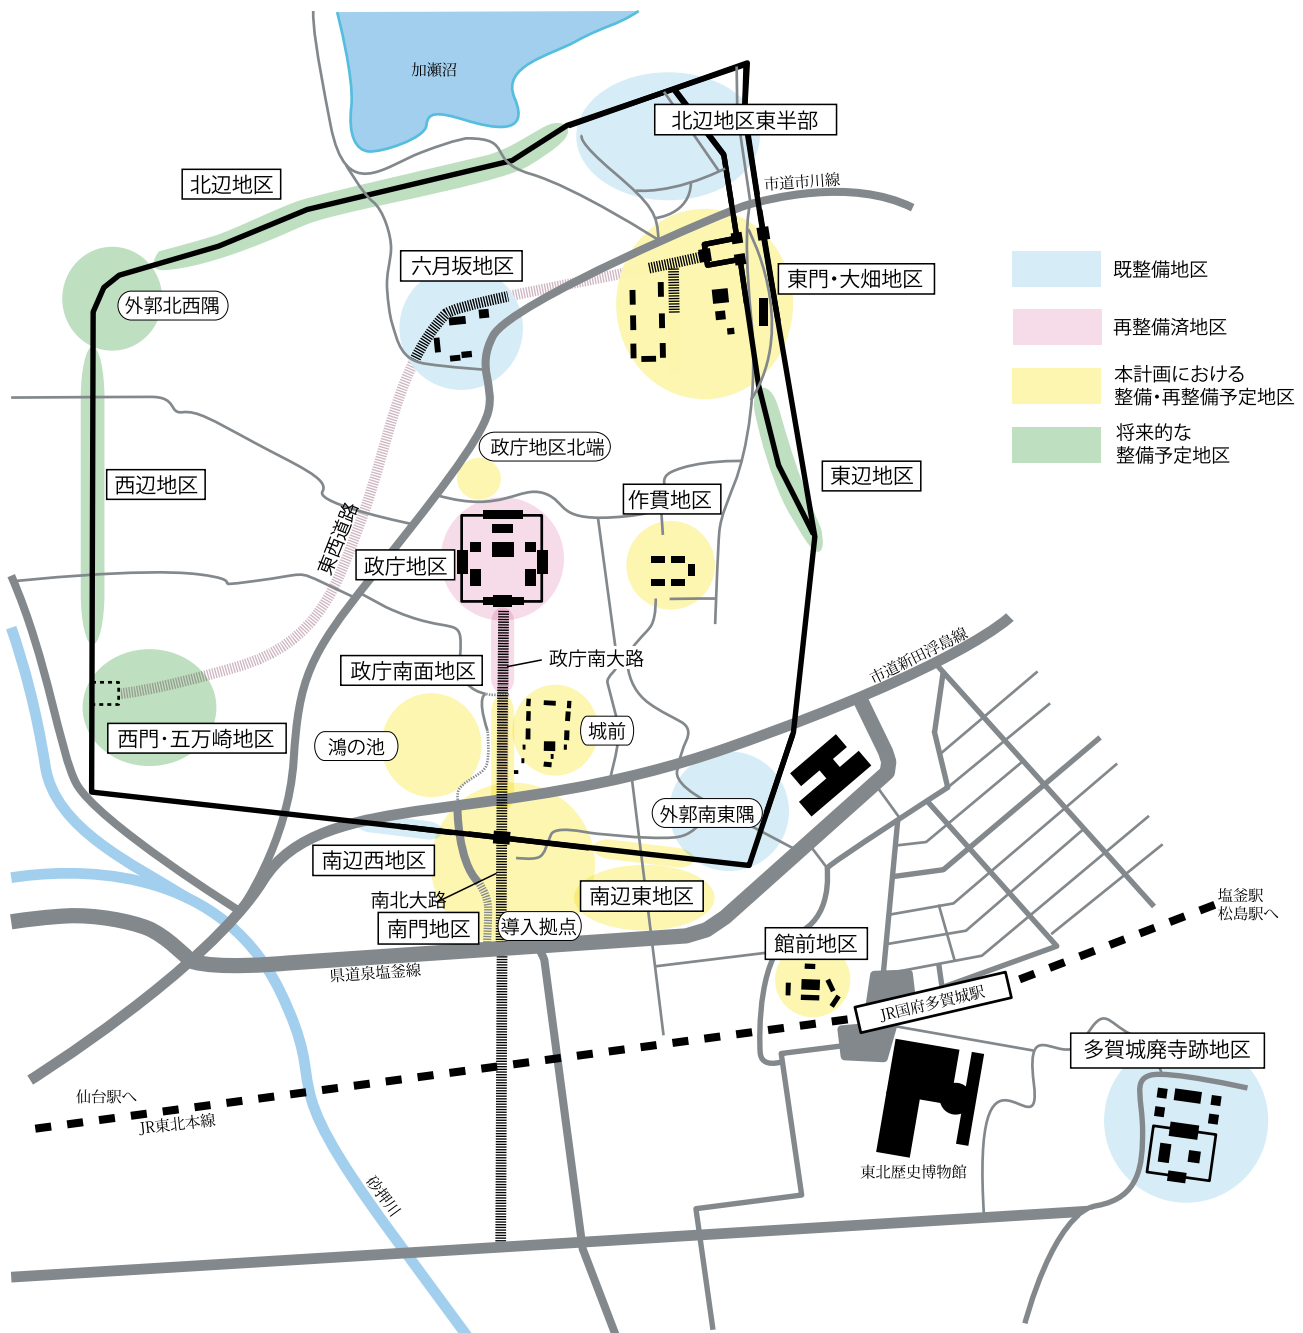 加瀬沼
北辺地区東半部
北辺地区
市道市川線
六月坂地区
東門・大畑地区
外郭北西隅
既整備地区
再整備済地区
本計画における
整備・再整備予定地区
将来的な
整備予定地区
政庁地区北端
西辺地区
作貫地区
東辺地区
東西道路
政庁地区
政庁南大路
政庁南面地区
市道新田浮島線
西門・五万崎地区
鴻の池
城前
外郭南東隅
南辺西地区
南北大路
南辺東地区
南門地区
導入拠点
館前地区
塩釜駅
松島駅へ
県道泉塩釜線
JR国府多賀城駅
多賀城廃寺跡地区
仙台駅へ
JR東北本線
東北歴史博物館
砂押川